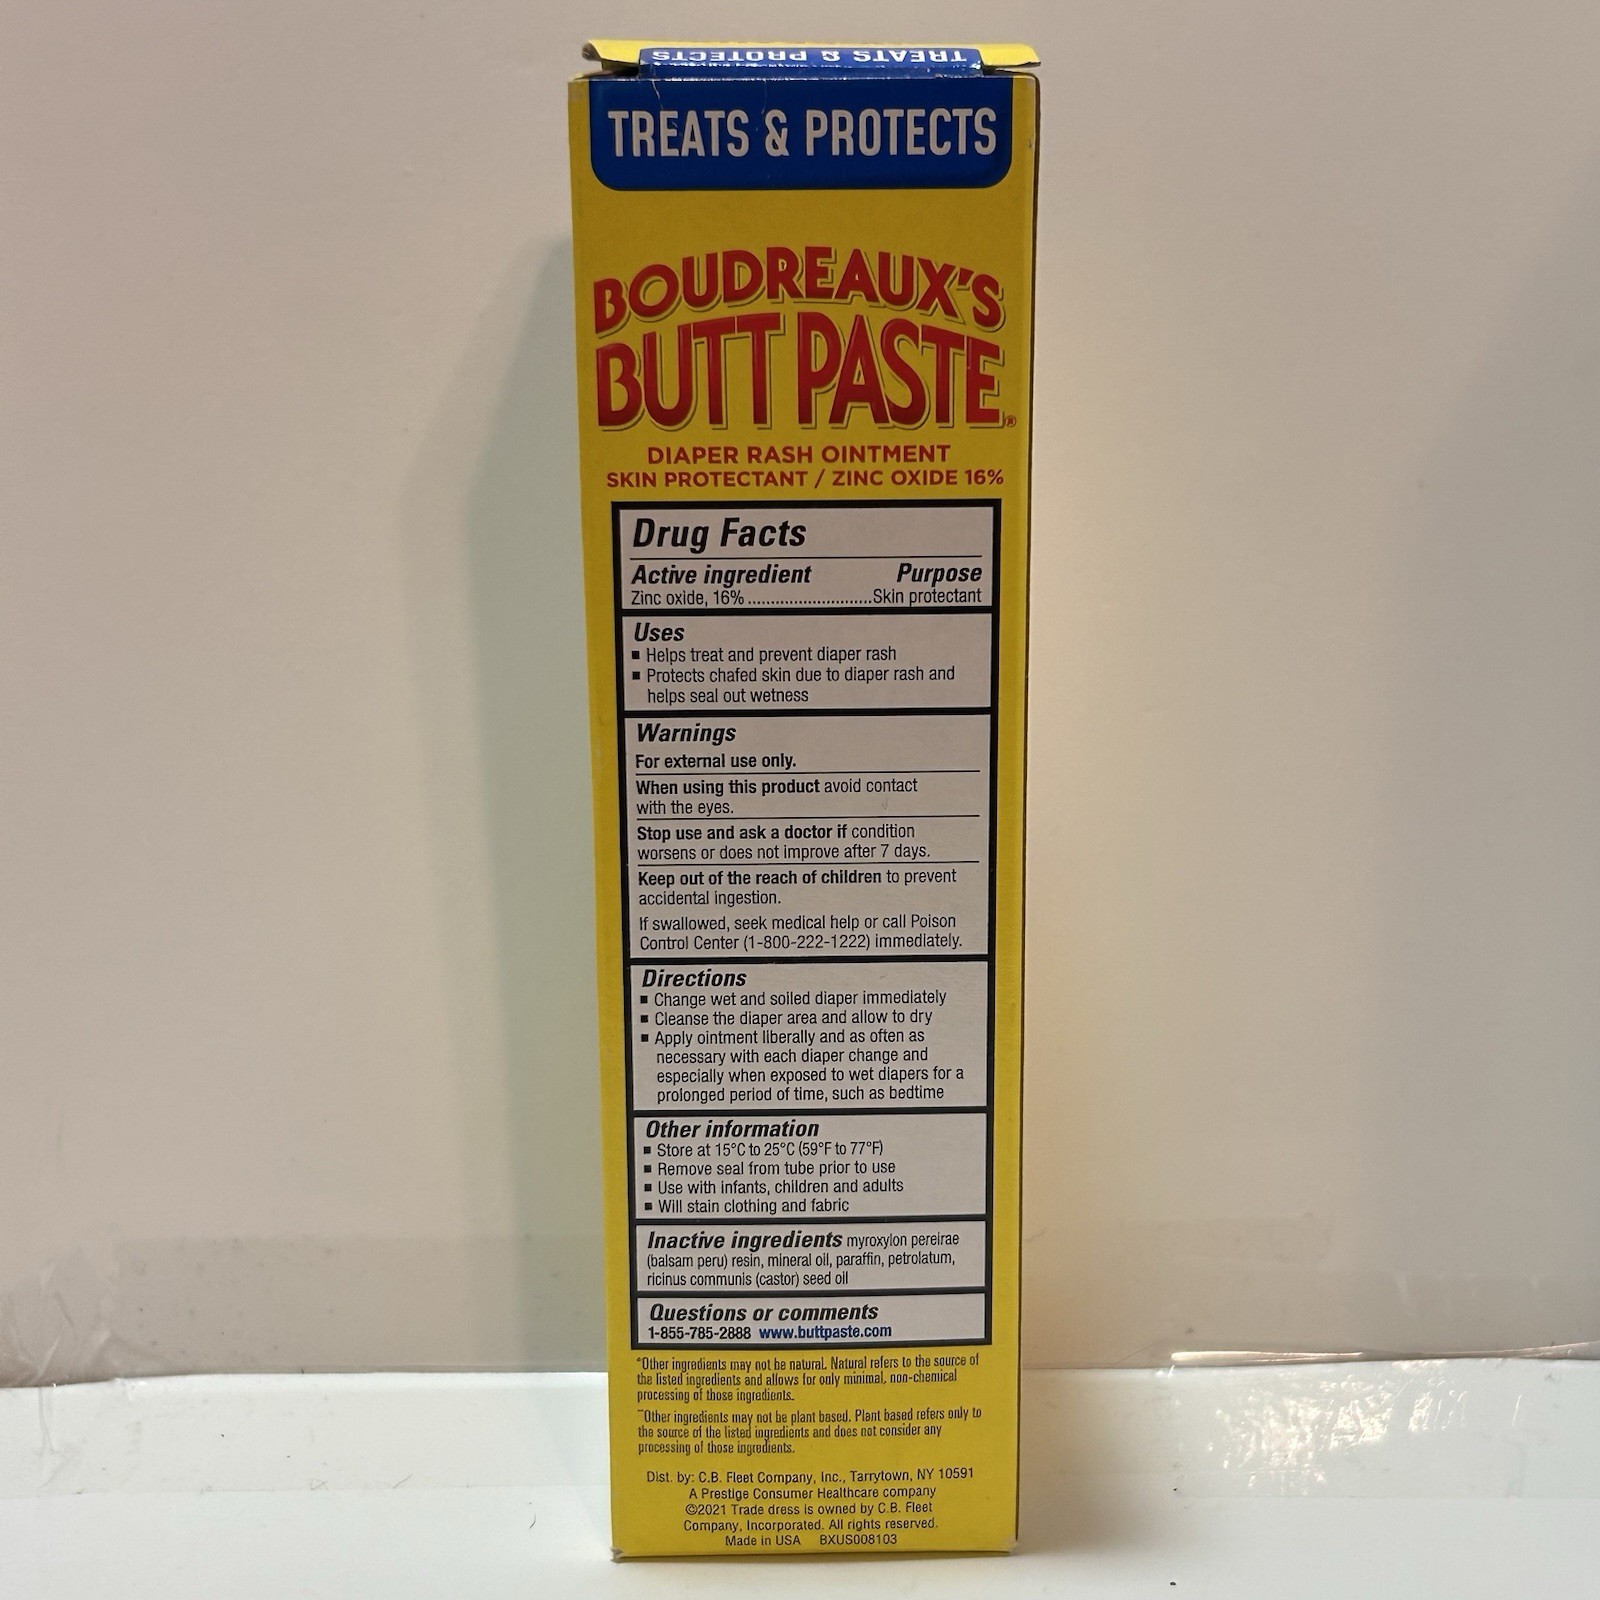 TREATS & PROTECTS
TREATS & PROTECTS
BOUDREAUX'S
BUTT PASTE®
DIAPER RASH OINTMENT
SKIN PROTECTANT / ZINC OXIDE 16%
Drug Facts
Active ingredient Purpose
Zinc oxide, 16%..........................Skin protectant
Uses
▪ Helps treat and prevent diaper rash
▪ Protects chafed skin due to diaper rash and
helps seal out wetness
Warnings
For external use only.
When using this product avoid contact
with the eyes.
Stop use and ask a doctor if condition
worsens or does not improve after 7 days.
Keep out of the reach of children to prevent
accidental ingestion.
If swallowed, seek medical help or call Poison
Control Center (1-800-222-1222) immediately.
Directions
▪ Change wet and soiled diaper immediately
▪ Cleanse the diaper area and allow to dry
▪ Apply ointment liberally and as often as
necessary with each diaper change and
especially when exposed to wet diapers for a
prolonged period of time, such as bedtime
Other information
▪ Store at 15°C to 25°C (59°F to 77°F)
▪ Remove seal from tube prior to use
▪ Use with infants, children and adults
▪ Will stain clothing and fabric
Inactive ingredients myroxylon pereirae
(balsam peru) resin, mineral oil, paraffin, petrolatum,
ricinus communis (castor) seed oil
Questions or comments
1-855-785-2888 www.buttpaste.com
*Other ingredients may not be natural. Natural refers to the source of
the listed ingredients and allows for only minimal, non-chemical
processing of those ingredients.
**Other ingredients may not be plant based. Plant based refers only to
the source of the listed ingredients and does not consider any
processing of those ingredients.
Dist. by: C.B. Fleet Company, Inc., Tarrytown, NY 10591
A Prestige Consumer Healthcare company
©2021 Trade dress is owned by C.B. Fleet
Company, Incorporated. All rights reserved.
Made in USA BXUS008103